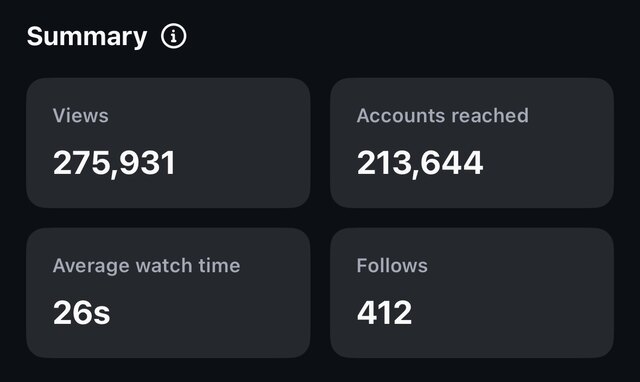 Summary
Views
275,931
Accounts reached
213,644
Average watch time
26s
Follows
412